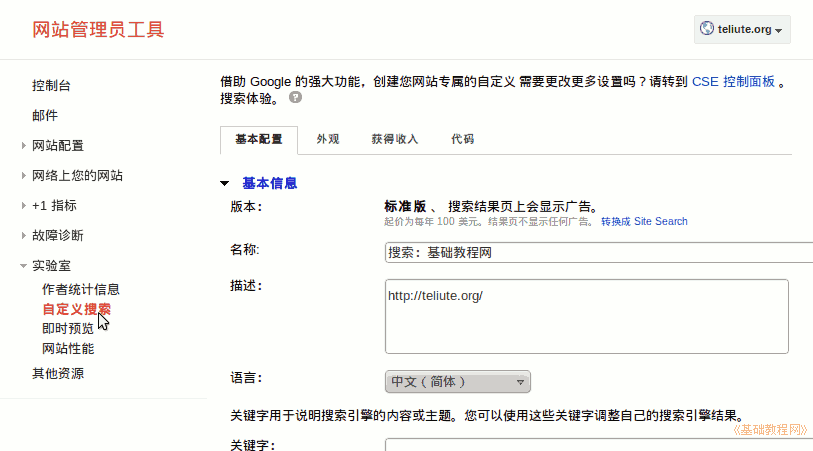 网站管理员工具
teliute.org
控制台
邮件
网站配置
网络上您的网站
+1 指标
故障诊断
实验室
作者统计信息
自定义搜索
即时预览
网站性能
其他资源
借助 Google 的强大功能，创建您网站专属的自定义 需要更改更多设置吗？请转到 CSE 控制面板 。
搜索体验。 ?
基本配置 外观 获得收入 代码
基本信息
版本： 标准版 、 搜索结果页上会显示广告。
起价为每年 100 美元。结果页不显示任何广告。 转换成 Site Search
名称: 搜索：基础教程网
描述： http://teliute.org/
语言： 中文（简体）
关键字用于说明搜索引擎的内容或主题。您可以使用这些关键字调整自己的搜索引擎结果。
《基础教程网》
关键字：